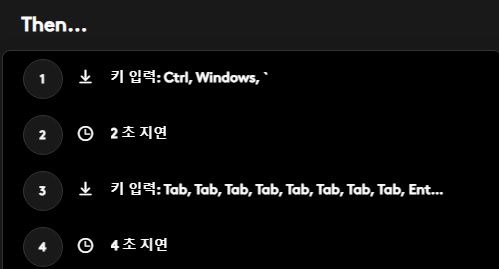 Then...
1 키 입력: Ctrl, Windows, `
2 2 초 지연
3 키 입력: Tab, Tab, Tab, Tab, Tab, Tab, Tab, Tab, Ent...
4 4 초 지연